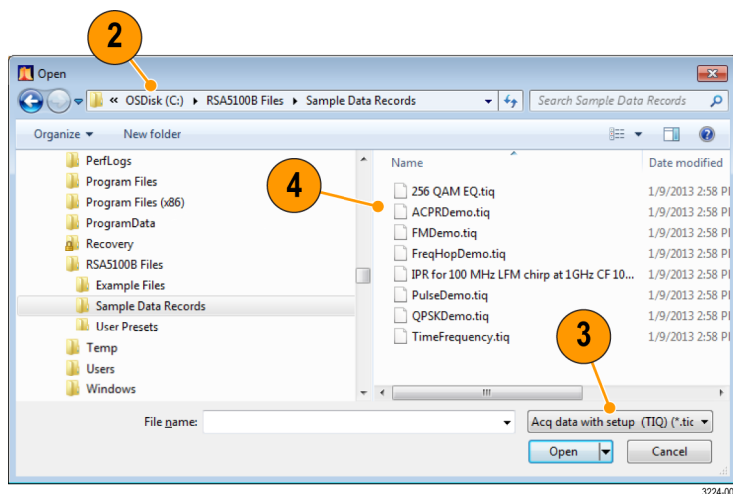 2
Open
« OSDisk (C:) ▸ RSA5100B Files ▸ Sample Data Records
Search Sample Data Records
Organize ▾ New folder
PerfLogs
Program Files
Program Files (x86)
ProgramData
Recovery
RSA5100B Files
Example Files
Sample Data Records
User Presets
Temp
Users
Windows
4
Name Date modified
256 QAM EQ.tiq 1/9/2013 2:58 PI
ACPRDemo.tiq 1/9/2013 2:58 PI
FMDemo.tiq 1/9/2013 2:58 PI
FreqHopDemo.tiq 1/9/2013 2:58 PI
IPR for 100 MHz LFM chirp at 1GHz CF 10... 1/9/2013 2:58 PI
PulseDemo.tiq 1/9/2013 2:58 PI
QPSKDemo.tiq 1/9/2013 2:58 PI
TimeFrequency.tiq 1/9/2013 2:58 PI
3
File name: Acq data with setup (TIQ) (*.tic
Open Cancel
3224-00